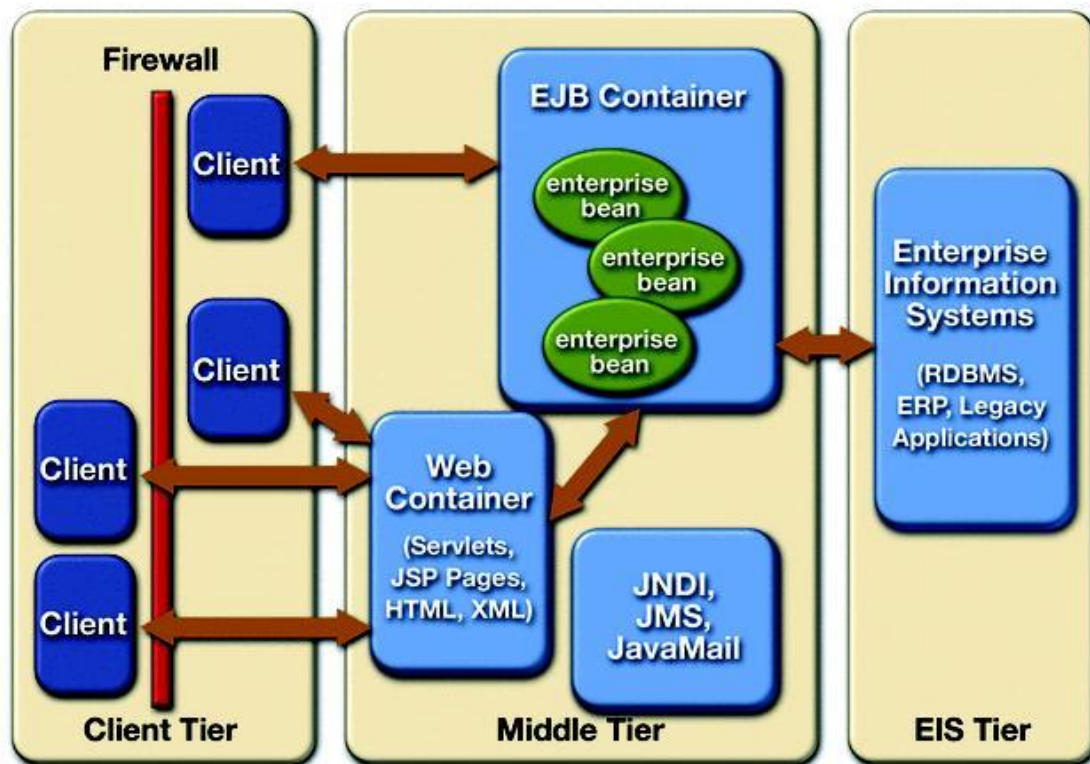 Firewall
Client
Client
Client
Client
Client Tier
EJB Container
enterprise
bean
enterprise
bean
enterprise
bean
Web
Container
(Servlets,
JSP Pages,
HTML, XML)
JNDI,
JMS,
JavaMail
Middle Tier
Enterprise
Information
Systems
(RDBMS,
ERP, Legacy
Applications)
EIS Tier